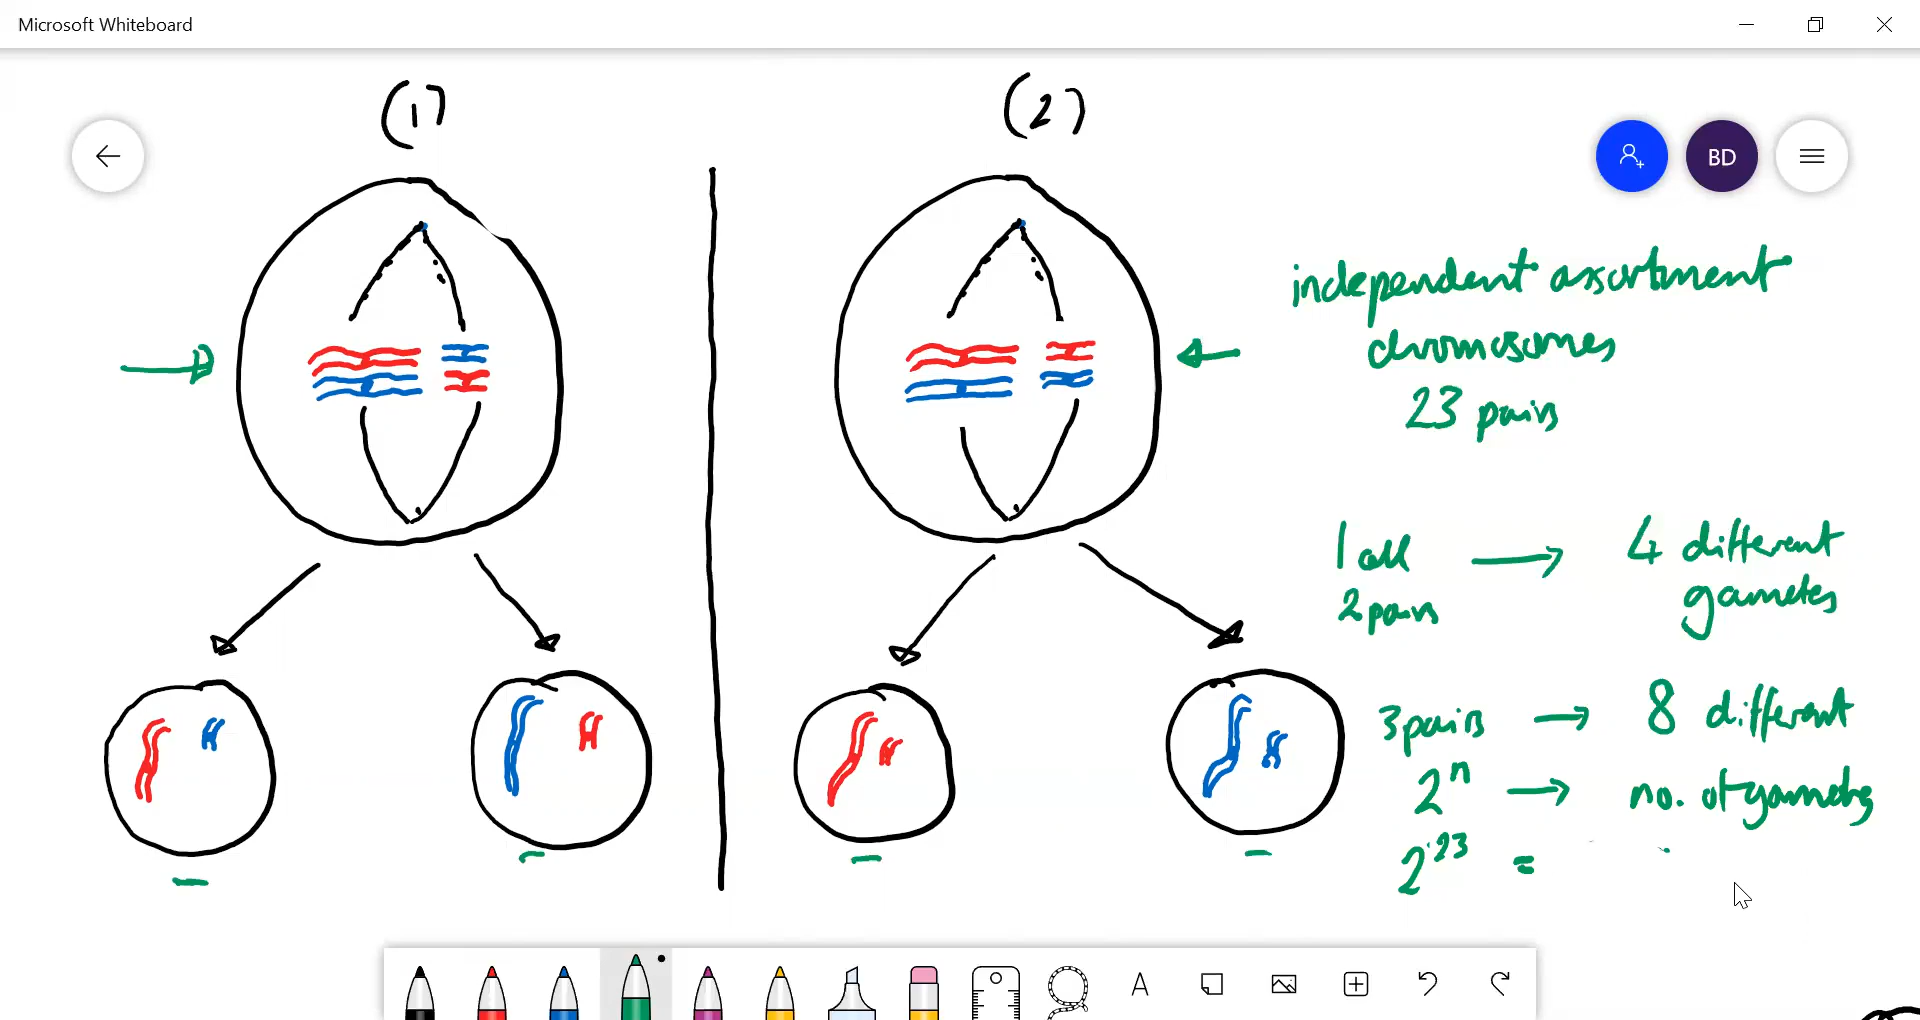 Microsoft Whiteboard
(1)
(2)
BD
independent assortment
chromosomes
23 pairs
1 cell → 4 different
2 pairs gametes
3 pairs → 8 different
2ⁿ → no. of gametes
2²³ =
A